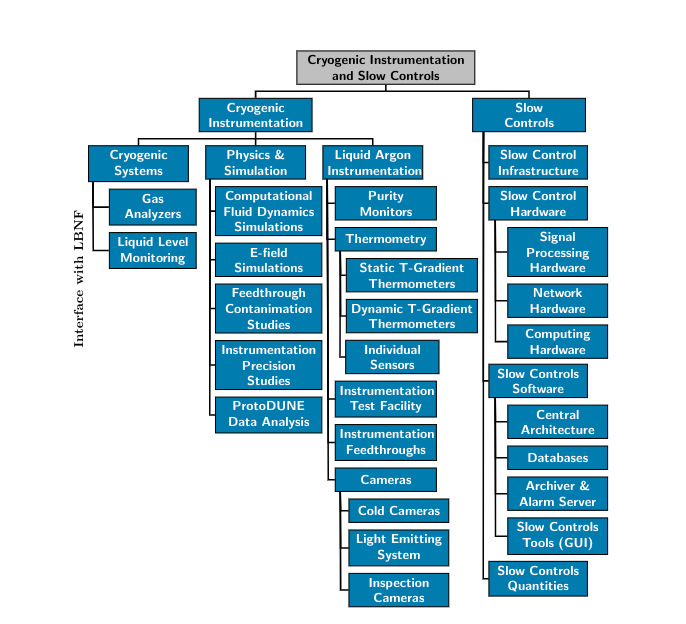 Cryogenic Instrumentation
and Slow Controls
Cryogenic
Instrumentation
Slow
Controls
Cryogenic
Systems
Gas
Analyzers
Liquid Level
Monitoring
Interface with LBNF
Physics &
Simulation
Computational
Fluid Dynamics
Simulations
E-field
Simulations
Feedthrough
Contanimation
Studies
Instrumentation
Precision
Studies
ProtoDUNE
Data Analysis
Liquid Argon
Instrumentation
Purity
Monitors
Thermometry
Static T-Gradient
Thermometers
Dynamic T-Gradient
Thermometers
Individual
Sensors
Instrumentation
Test Facility
Instrumentation
Feedthroughs
Cameras
Cold Cameras
Light Emitting
System
Inspection
Cameras
Slow Control
Infrastructure
Slow Control
Hardware
Signal
Processing
Hardware
Network
Hardware
Computing
Hardware
Slow Controls
Software
Central
Architecture
Databases
Archiver &
Alarm Server
Slow Controls
Tools (GUI)
Slow Controls
Quantities